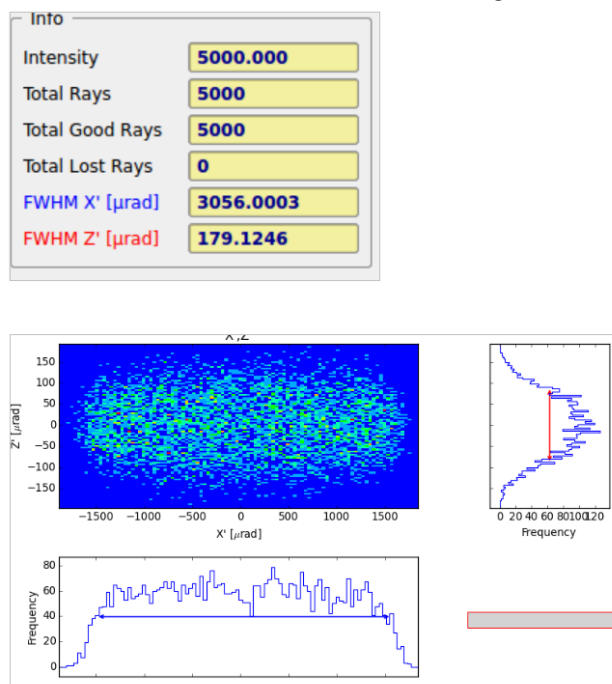 Info
Intensity 5000.000
Total Rays 5000
Total Good Rays 5000
Total Lost Rays 0
FWHM X' [μrad] 3056.0003
FWHM Z' [μrad] 179.1246
150
100
50
0
−50
−100
−150
Z' [μrad]
−1500 −1000 −500 0 500 1000 1500
X' [μrad]
0 20 40 60 80100 120
Frequency
80
60
40
20
0
Frequency